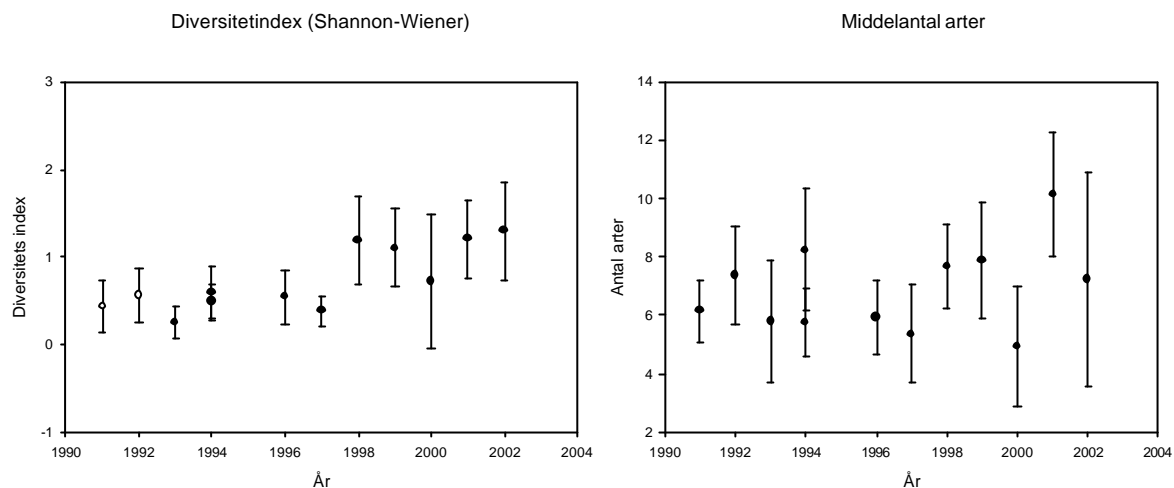 Diversitetindex (Shannon-Wiener)
3
2
1
0
-1
Diversitets index
1990 1992 1994 1996 1998 2000 2002 2004
År
Middelantal arter
14
12
10
8
6
4
2
Antal arter
1990 1992 1994 1996 1998 2000 2002 2004
År